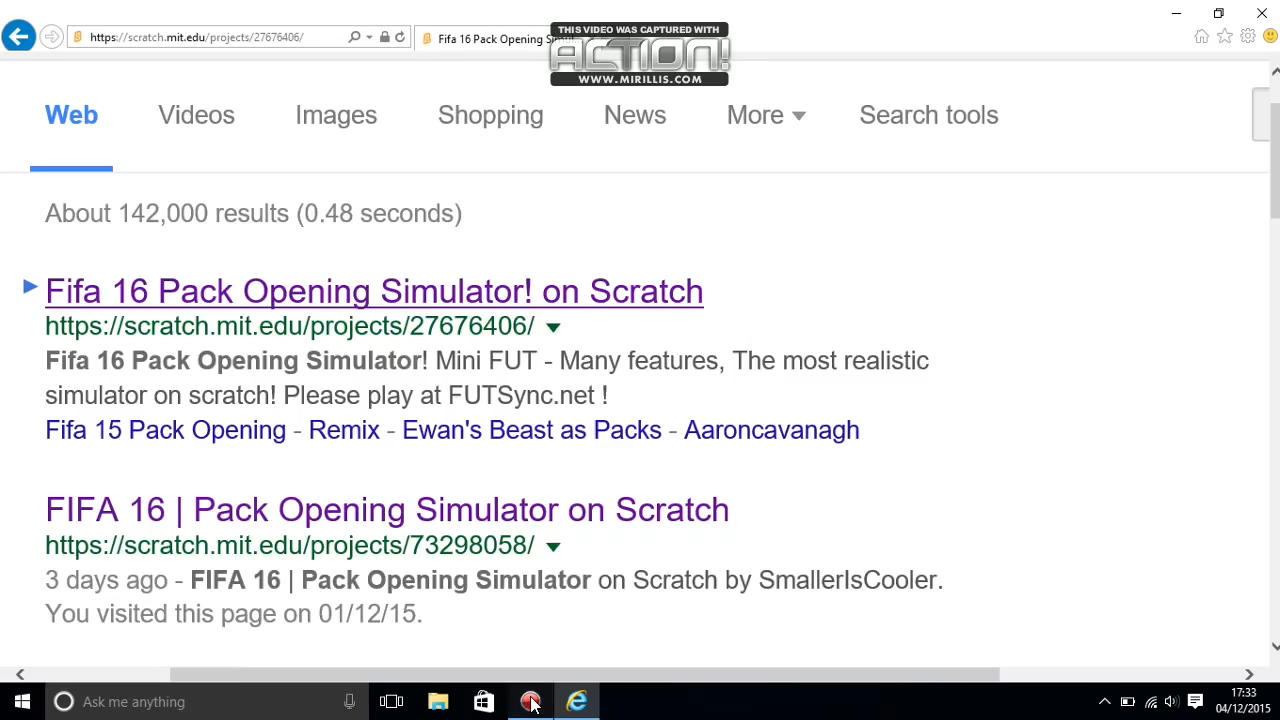 https://scratch.mit.edu/projects/27676406/
Fifa 16 Pack Opening
THIS VIDEO WAS CAPTURED WITH
ACTION!
WWW.MIRILLIS.COM
Web Videos Images Shopping News More Search tools
About 142,000 results (0.48 seconds)
Fifa 16 Pack Opening Simulator! on Scratch
https://scratch.mit.edu/projects/27676406/
Fifa 16 Pack Opening Simulator! Mini FUT - Many features, The most realistic
simulator on scratch! Please play at FUTSync.net !
Fifa 15 Pack Opening - Remix - Ewan's Beast as Packs - Aaroncavanagh
FIFA 16 | Pack Opening Simulator on Scratch
https://scratch.mit.edu/projects/73298058/
3 days ago - FIFA 16 | Pack Opening Simulator on Scratch by SmallerIsCooler.
You visited this page on 01/12/15.
Ask me anything
17:33
04/12/2015